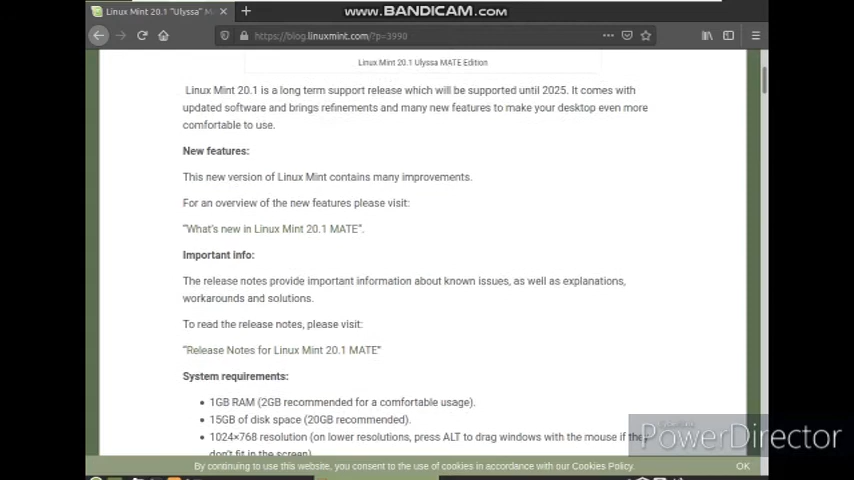 Linux Mint 20.1 "Ulyssa" M
www.BANDICAM.com
https://blog.linuxmint.com/?p=3990
Linux Mint 20.1 Ulyssa MATE Edition
Linux Mint 20.1 is a long term support release which will be supported until 2025. It comes with
updated software and brings refinements and many new features to make your desktop even more
comfortable to use.
New features:
This new version of Linux Mint contains many improvements.
For an overview of the new features please visit:
"What's new in Linux Mint 20.1 MATE".
Important info:
The release notes provide important information about known issues, as well as explanations,
workarounds and solutions.
To read the release notes, please visit:
"Release Notes for Linux Mint 20.1 MATE"
System requirements:
• 1GB RAM (2GB recommended for a comfortable usage).
• 15GB of disk space (20GB recommended).
• 1024×768 resolution (on lower resolutions, press ALT to drag windows with the mouse if they
don't fit in the screen)
PowerDirector
By continuing to use this website, you consent to the use of cookies in accordance with our Cookies Policy.
OK